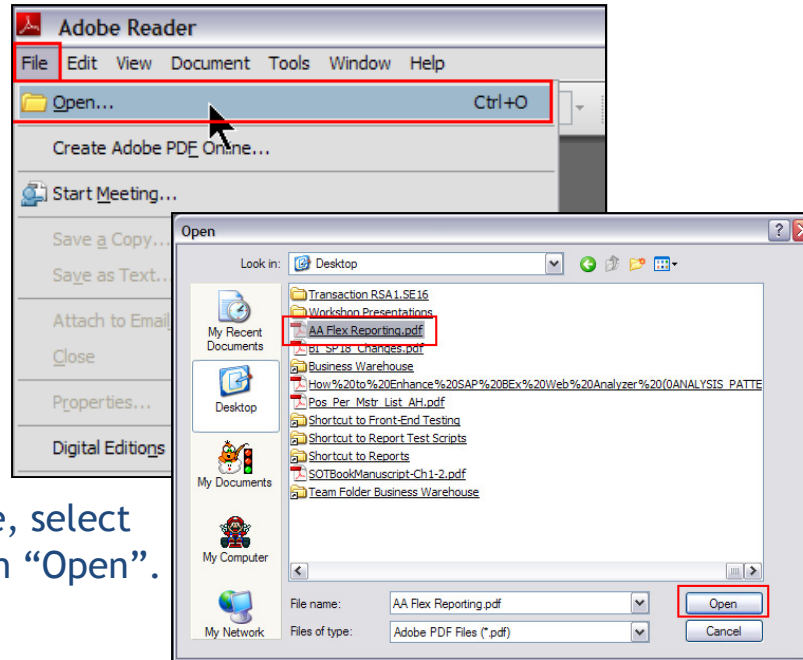 Adobe Reader
File Edit View Document Tools Window Help
Open... Ctrl+O
Create Adobe PDF Online...
Start Meeting...
Save a Copy...
Save as Text...
Attach to Email
Close
Properties...
Digital Editions
Open
Look in: Desktop
My Recent Documents
Desktop
My Documents
My Computer
My Network
Transaction RSA1.SE16
Workshop Presentations
AA Flex Reporting.pdf
BI_SP18_Changes.pdf
Business Warehouse
How%20to%20Enhance%20SAP%20BEx%20Web%20Analyzer%20(0ANALYSIS_PATTE
Pos_Per_Mstr_List_AH.pdf
Shortcut to Front-End Testing
Shortcut to Report Test Scripts
Shortcut to Reports
SOTBookManuscript-Ch1-2.pdf
Team Folder Business Warehouse
File name: AA Flex Reporting.pdf Open
Files of type: Adobe PDF Files (*.pdf) Cancel
, select
“Open”.